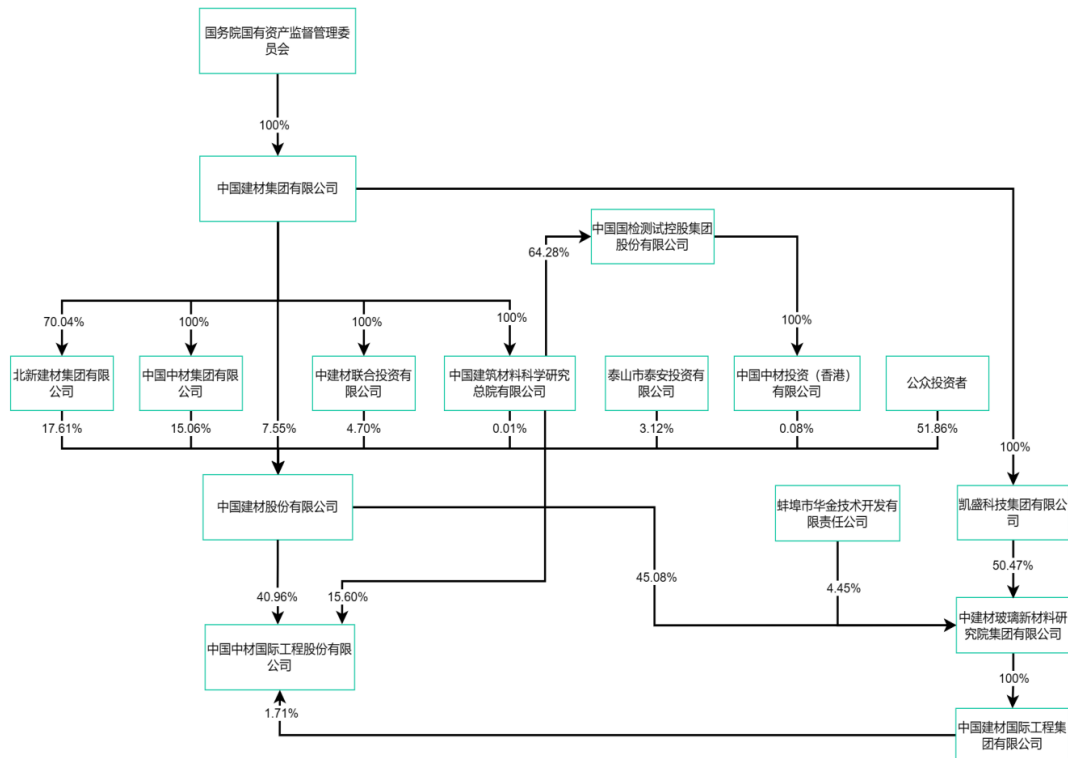 国务院国有资产监督管理委
员会
100%
中国建材集团有限公司
中国国检测试控股集团
股份有限公司
64.28%
70.04%
100%
100%
100%
100%
北新建材集团有限
公司
中国中材集团有限
公司
中建材联合投资有
限公司
中国建筑材料科学研究
总院有限公司
泰山市泰安投资有
限公司
中国中材投资（香港）
有限公司
公众投资者
17.61%
15.06%
7.55%
4.70%
0.01%
3.12%
0.08%
51.86%
100%
中国建材股份有限公司
蚌埠市华金技术开发有
限责任公司
凯盛科技集团有限公
司
40.96%
15.60%
45.08%
4.45%
50.47%
中国中材国际工程股份有限
公司
中建材玻璃新材料研
究院集团有限公司
100%
1.71%
中国建材国际工程集
团有限公司